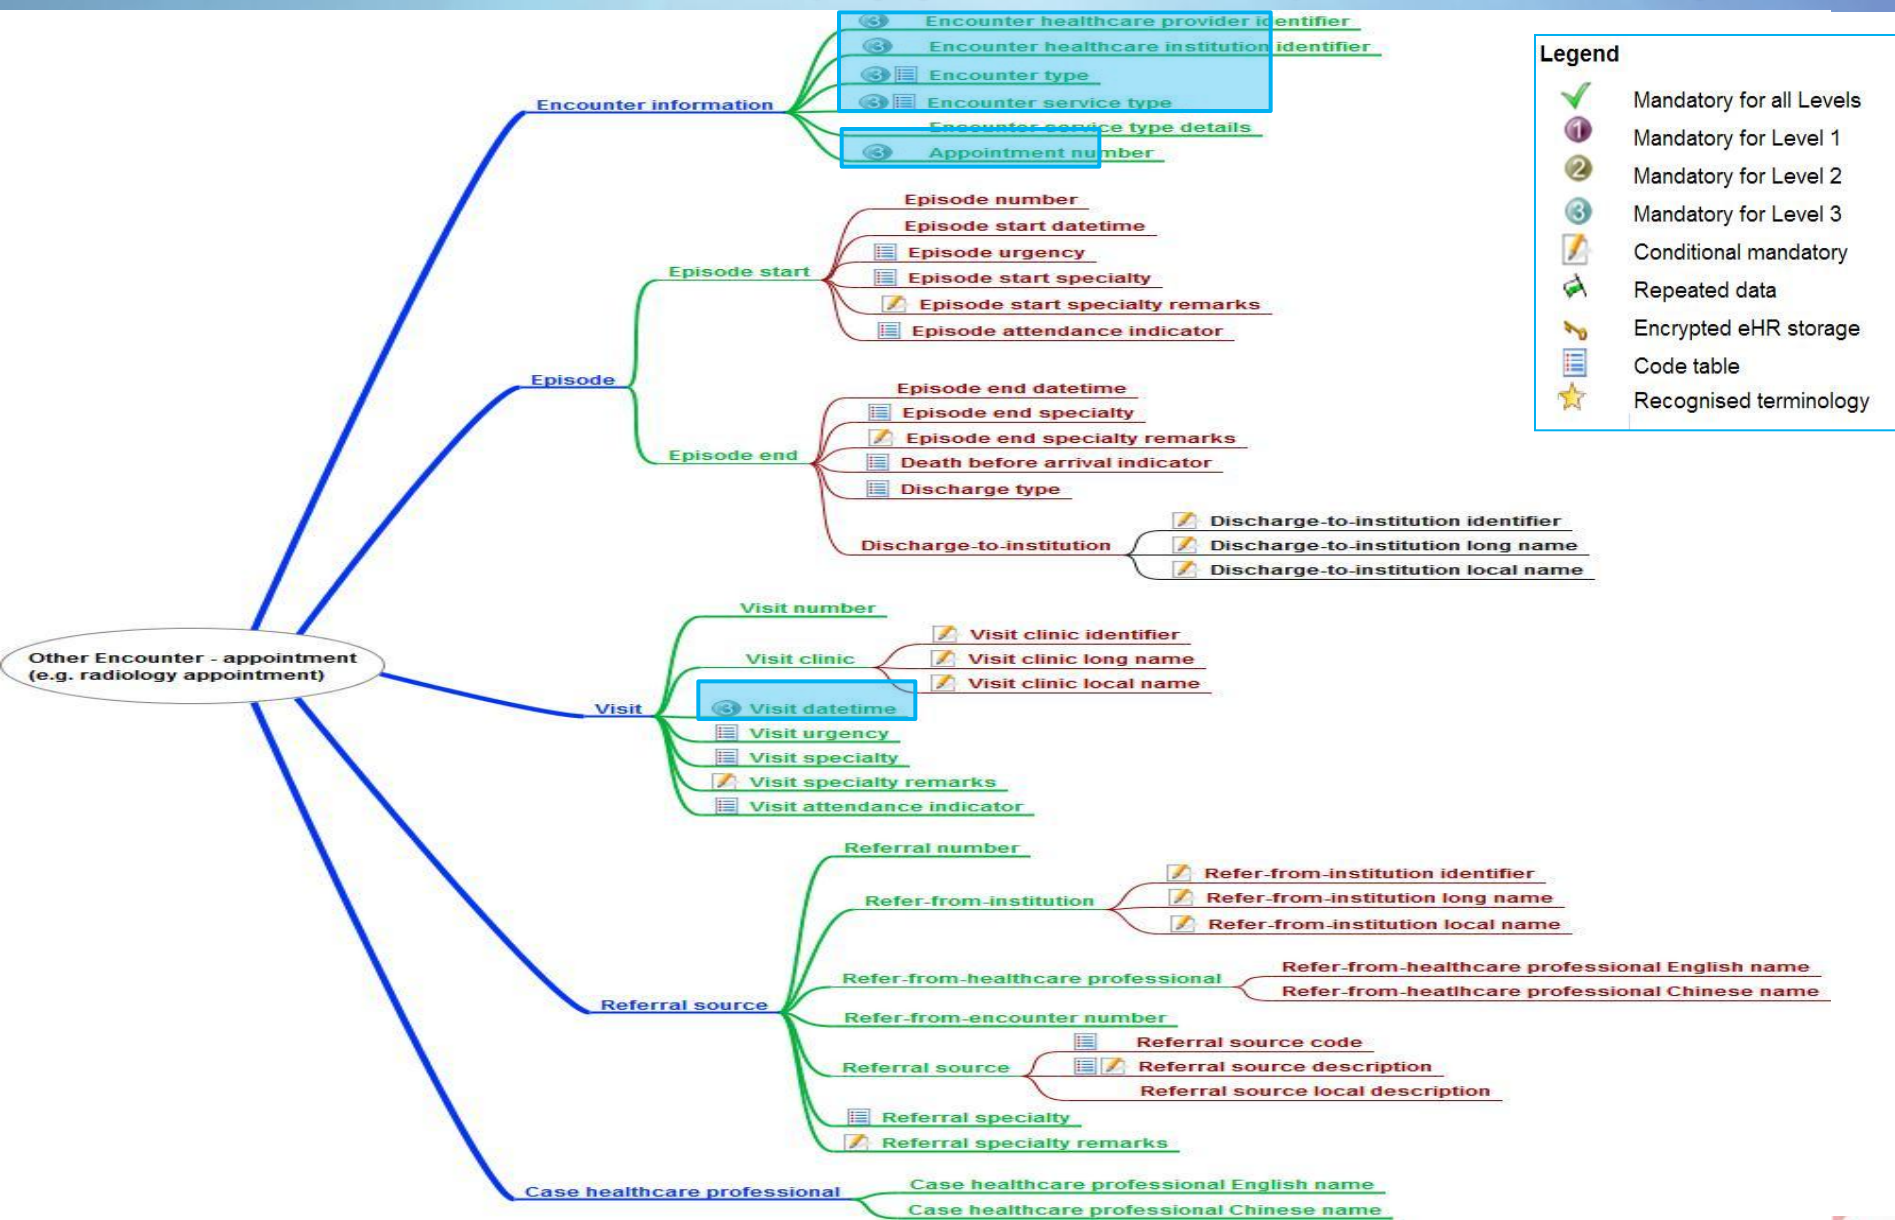 Encounter healthcare provider identifier
Encounter healthcare institution identifier
Encounter type
Encounter information
Encounter service type
Encounter service type details
Appointment number
Legend
Mandatory for all Levels
1 Mandatory for Level 1
2 Mandatory for Level 2
3 Mandatory for Level 3
Conditional mandatory
Repeated data
Encrypted eHR storage
Code table
Recognised terminology
Episode number
Episode start datetime
Episode urgency
Episode start
Episode start specialty
Episode start specialty remarks
Episode attendance indicator
Episode
Episode end datetime
Episode end specialty
Episode end specialty remarks
Episode end
Death before arrival indicator
Discharge type
Discharge-to-institution
Discharge-to-institution identifier
Discharge-to-institution long name
Discharge-to-institution local name
Other Encounter - appointment
(e.g. radiology appointment)
Visit number
Visit clinic
Visit clinic identifier
Visit clinic long name
Visit clinic local name
Visit
3 Visit datetime
Visit urgency
Visit specialty
Visit specialty remarks
Visit attendance indicator
Referral number
Refer-from-institution
Refer-from-institution identifier
Refer-from-institution long name
Refer-from-institution local name
Refer-from-healthcare professional
Refer-from-healthcare professional English name
Refer-from-heatlhcare professional Chinese name
Referral source
Refer-from-encounter number
Referral source
Referral source code
Referral source description
Referral source local description
Referral specialty
Referral specialty remarks
Case healthcare professional
Case healthcare professional English name
Case healthcare professional Chinese name